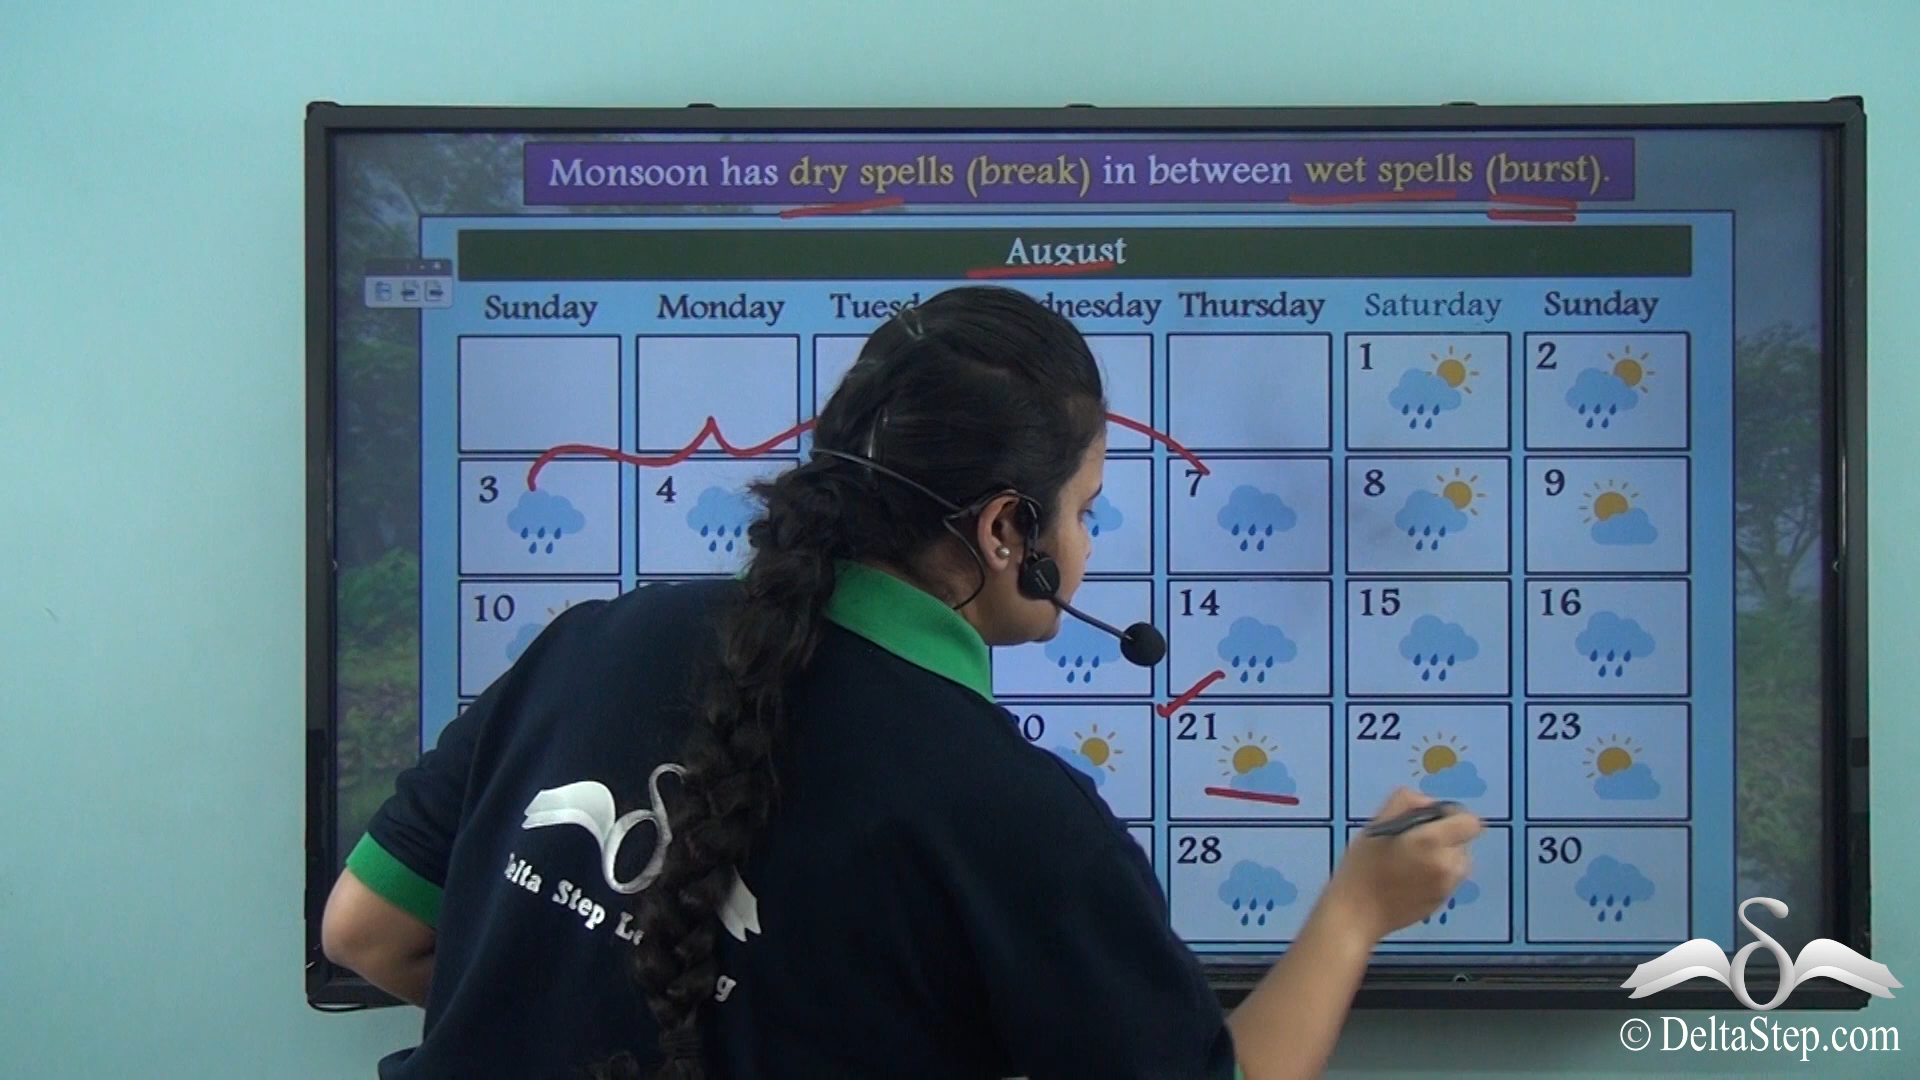 Monsoon has dry spells (break) in between wet spells (burst).
August
Sunday Monday Thursday Saturday Sunday
1 2
3 4 7 8 9
10 14 15 16
21 22 23
28 30
Step
© DeltaStep.com